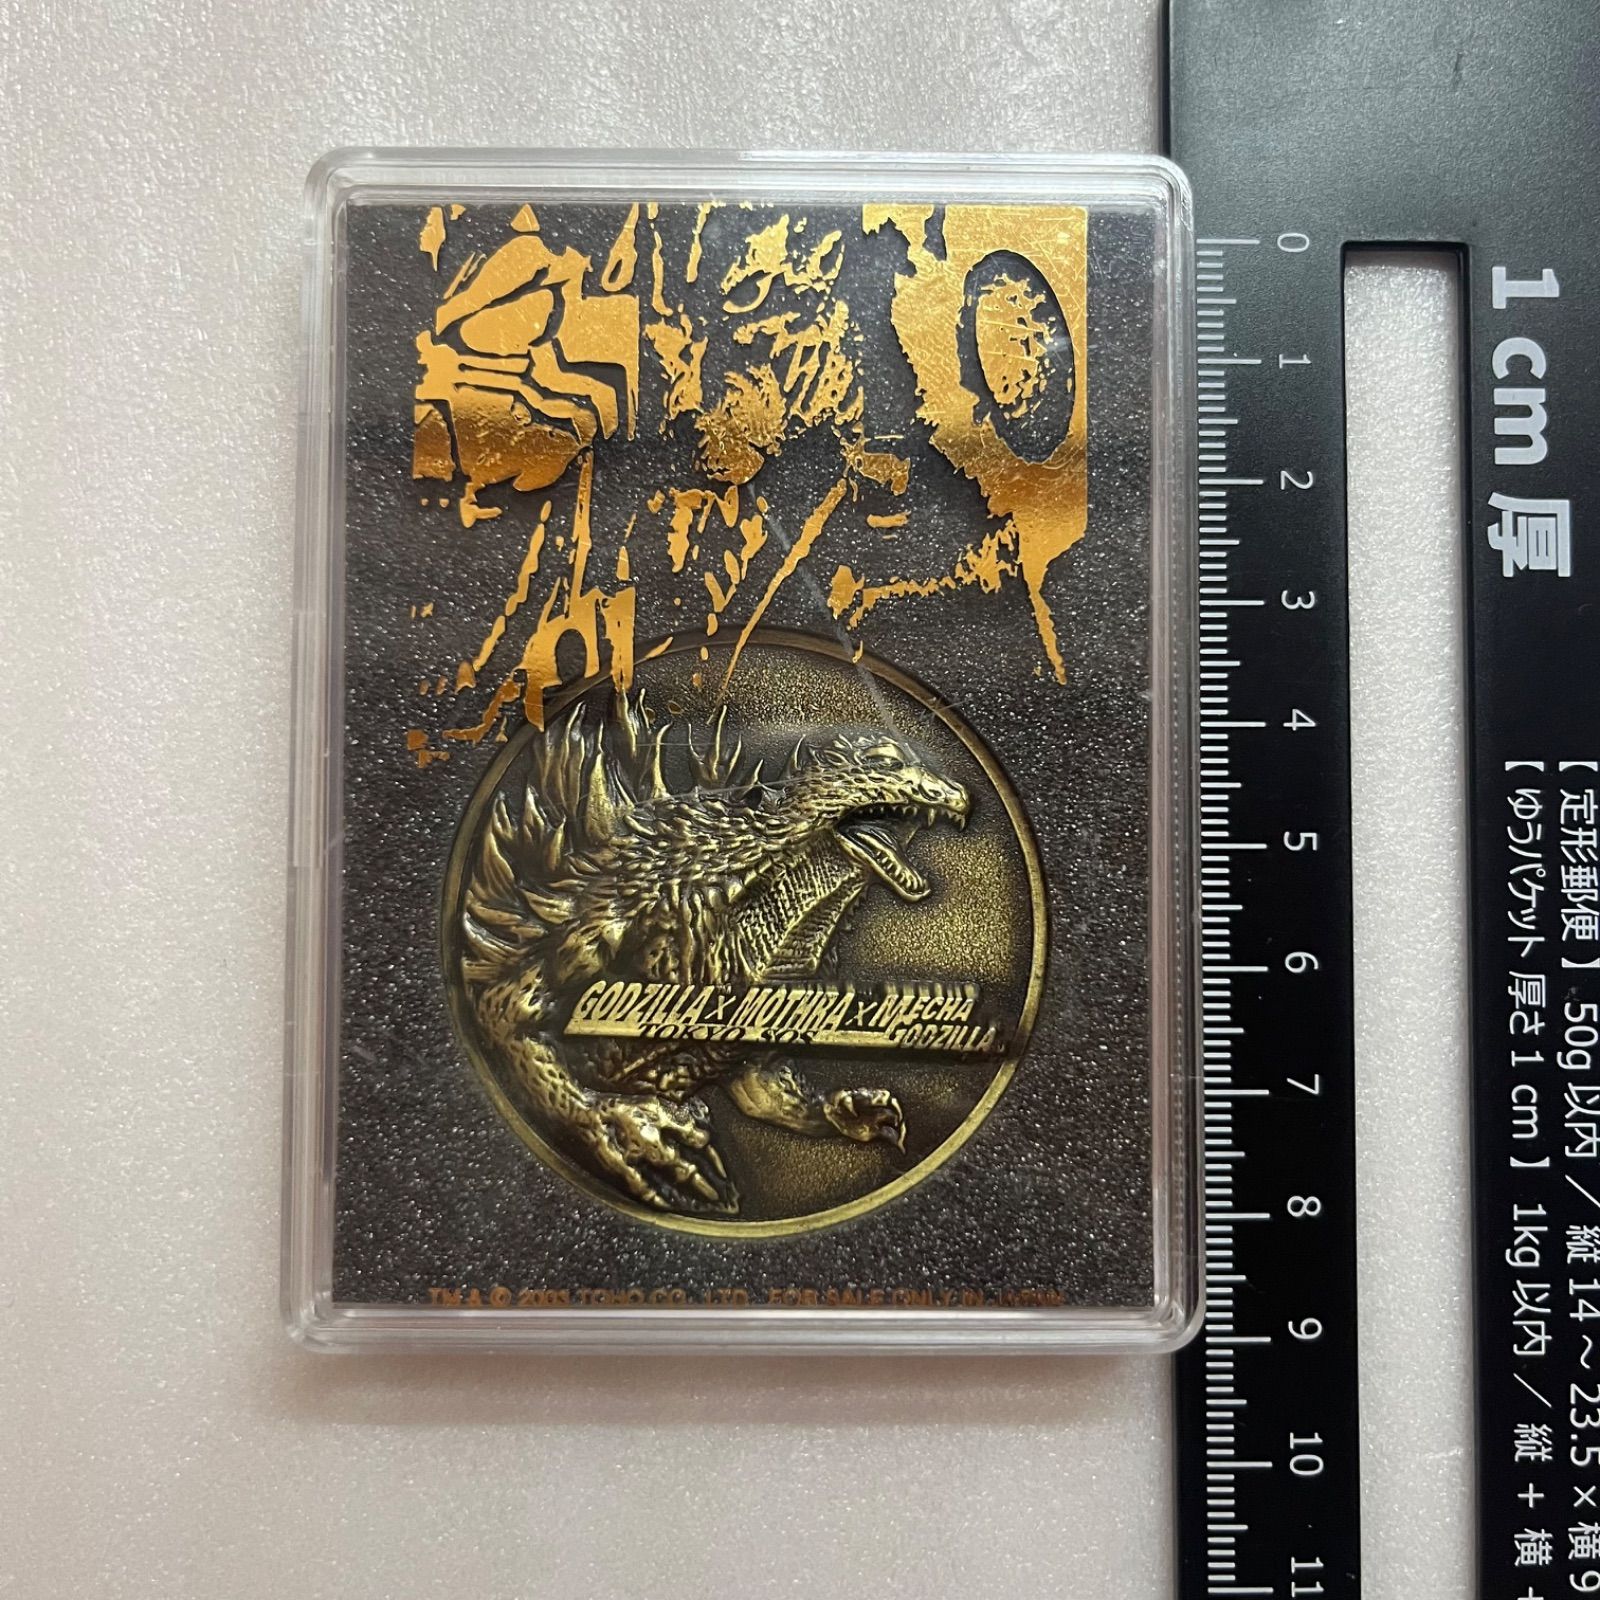 GODZILLA × MOTHRA × MECHA
TOKYO SOS GODZILLA
TM & © 2003 TOHO CO., LTD. FOR SALE ONLY IN JAPAN
0
1
2
3
4
5
6
7
8
9
10
11
1cm厚
【定形郵便】50g以内／縦14～23.5×横9
【ゆうパケット 厚さ1cm】1kg以内／縦＋横＋